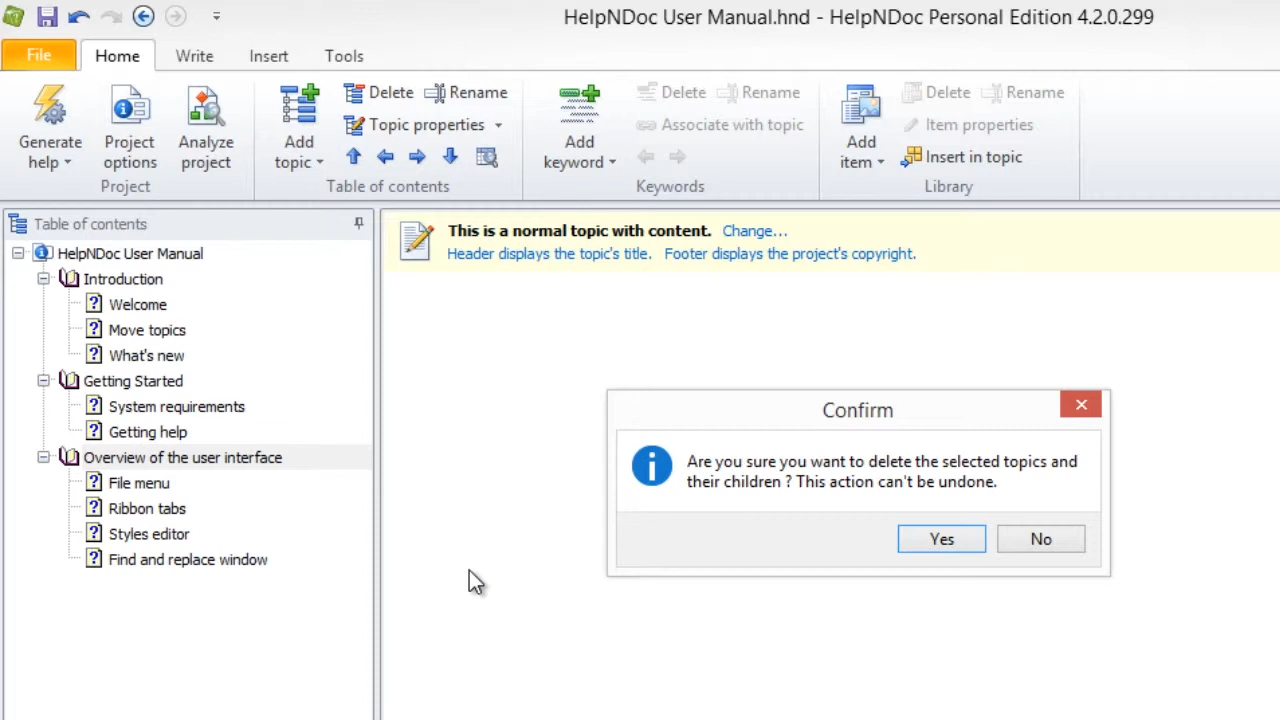 HelpNDoc User Manual.hnd - HelpNDoc Personal Edition 4.2.0.299
File Home Write Insert Tools
Generate help
Project options
Analyze project
Project
Add topic
Delete Rename
Topic properties
Table of contents
Add keyword
Delete Rename
Associate with topic
Keywords
Add item
Delete Rename
Item properties
Insert in topic
Library
Table of contents
HelpNDoc User Manual
Introduction
Welcome
Move topics
What's new
Getting Started
System requirements
Getting help
Overview of the user interface
File menu
Ribbon tabs
Styles editor
Find and replace window
This is a normal topic with content. Change...
Header displays the topic's title. Footer displays the project's copyright.
Confirm
Are you sure you want to delete the selected topics and
their children ? This action can't be undone.
Yes No